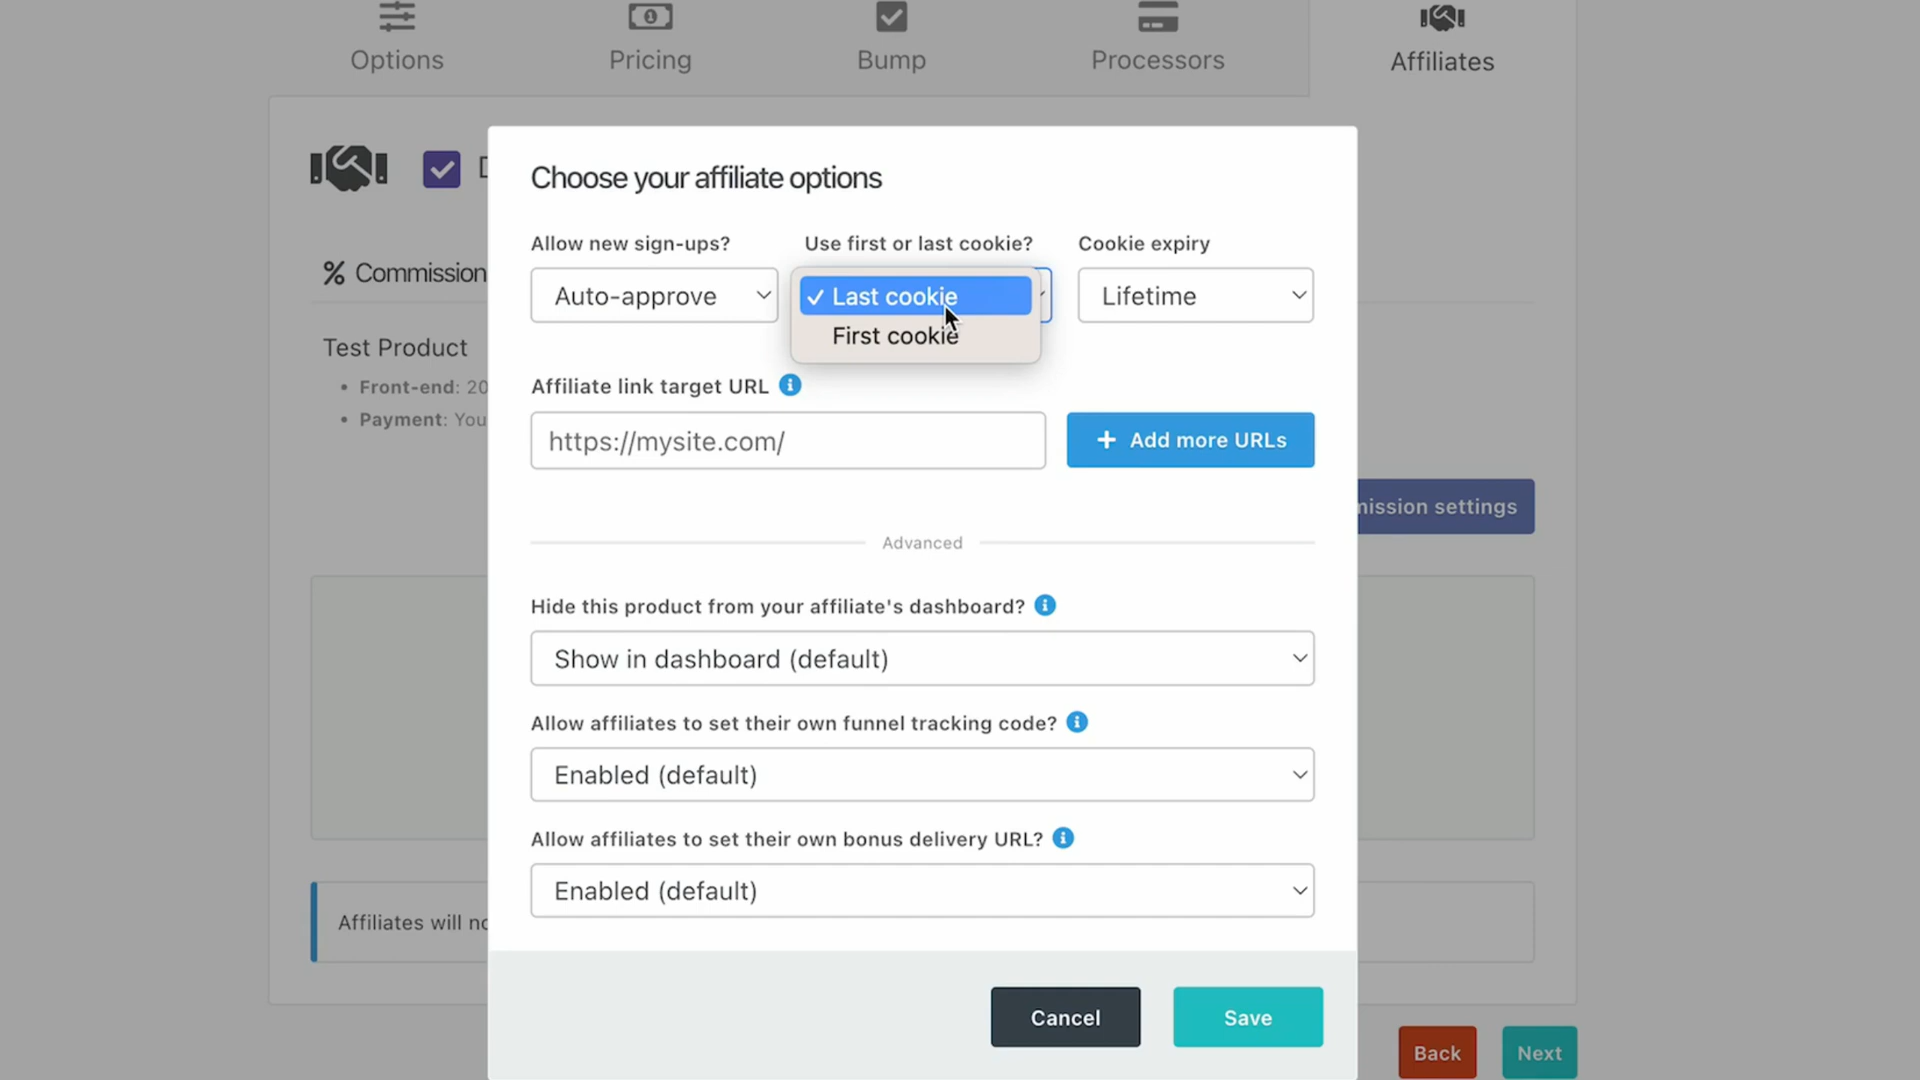 Options Pricing Bump Processors Affiliates
Choose your affiliate options
Allow new sign-ups? Use first or last cookie? Cookie expiry
% Commission
Auto-approve ✓ Last cookie Lifetime
First cookie
Test Product
Front-end: 20
Payment: You
Affiliate link target URL
https://mysite.com/ + Add more URLs
mission settings
Advanced
Hide this product from your affiliate's dashboard?
Show in dashboard (default)
Allow affiliates to set their own funnel tracking code?
Enabled (default)
Allow affiliates to set their own bonus delivery URL?
Enabled (default)
Affiliates will no
Cancel Save
Back Next